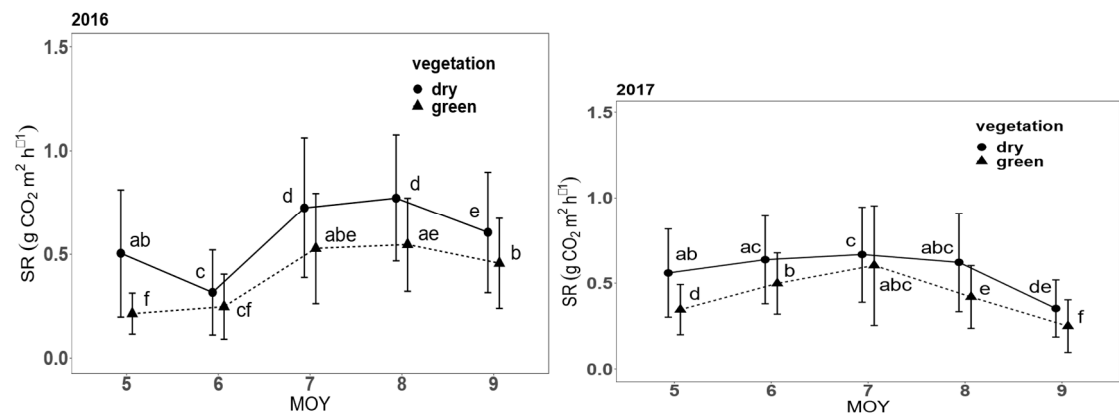 2016
1.5
vegetation
dry
green
1.0
SR (g CO₂ m² h□1)
d
d
e
abe
ae
ab
0.5
b
c
f
cf
0.0
5 6 7 8 9
MOY
2017
1.5
vegetation
dry
green
1.0
SR (g CO₂ m² h□1)
ab
ac
c
abc
b
0.5
d
abc
e
de
f
0.0
5 6 7 8 9
MOY